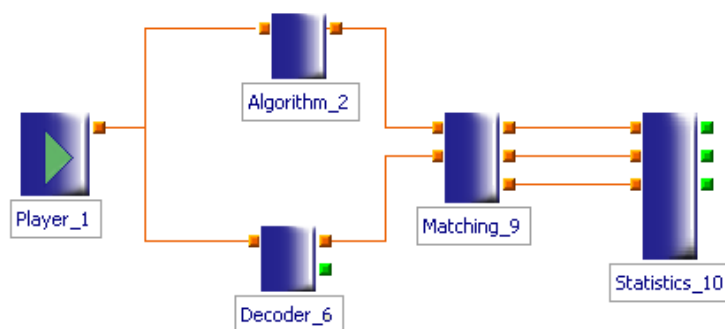 Algorithm_2
Player_1
Matching_9
Statistics_10
Decoder_6